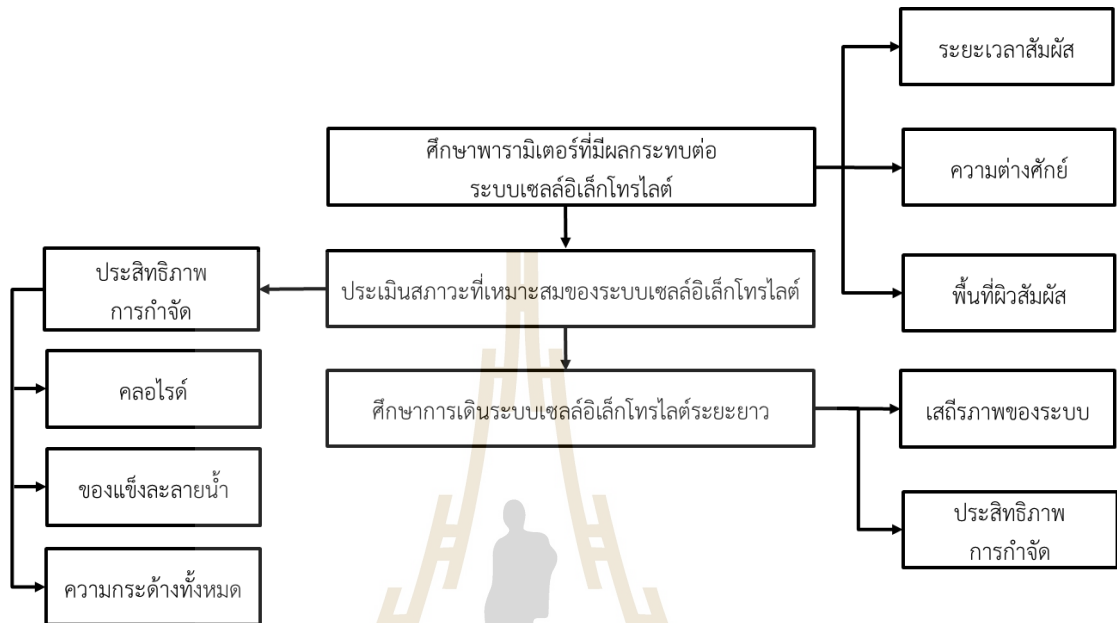 ศึกษาพารามิเตอร์ที่มีผลกระทบต่อ
ระบบเซลล์อิเล็กโทรไลต์
ระยะเวลาสัมผัส
ความต่างศักย์
พื้นที่ผิวสัมผัส
ประเมินสภาวะที่เหมาะสมของระบบเซลล์อิเล็กโทรไลต์
ประสิทธิภาพ
การกำจัด
คลอไรด์
ของแข็งละลายน้ำ
ความกระด้างทั้งหมด
ศึกษาการเดินระบบเซลล์อิเล็กโทรไลต์ระยะยาว
เสถีรภาพของระบบ
ประสิทธิภาพ
การกำจัด